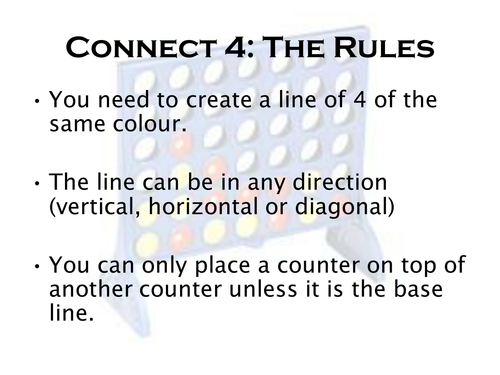 Connect 4: The Rules
• You need to create a line of 4 of the
same colour.
• The line can be in any direction
(vertical, horizontal or diagonal)
• You can only place a counter on top of
another counter unless it is the base
line.